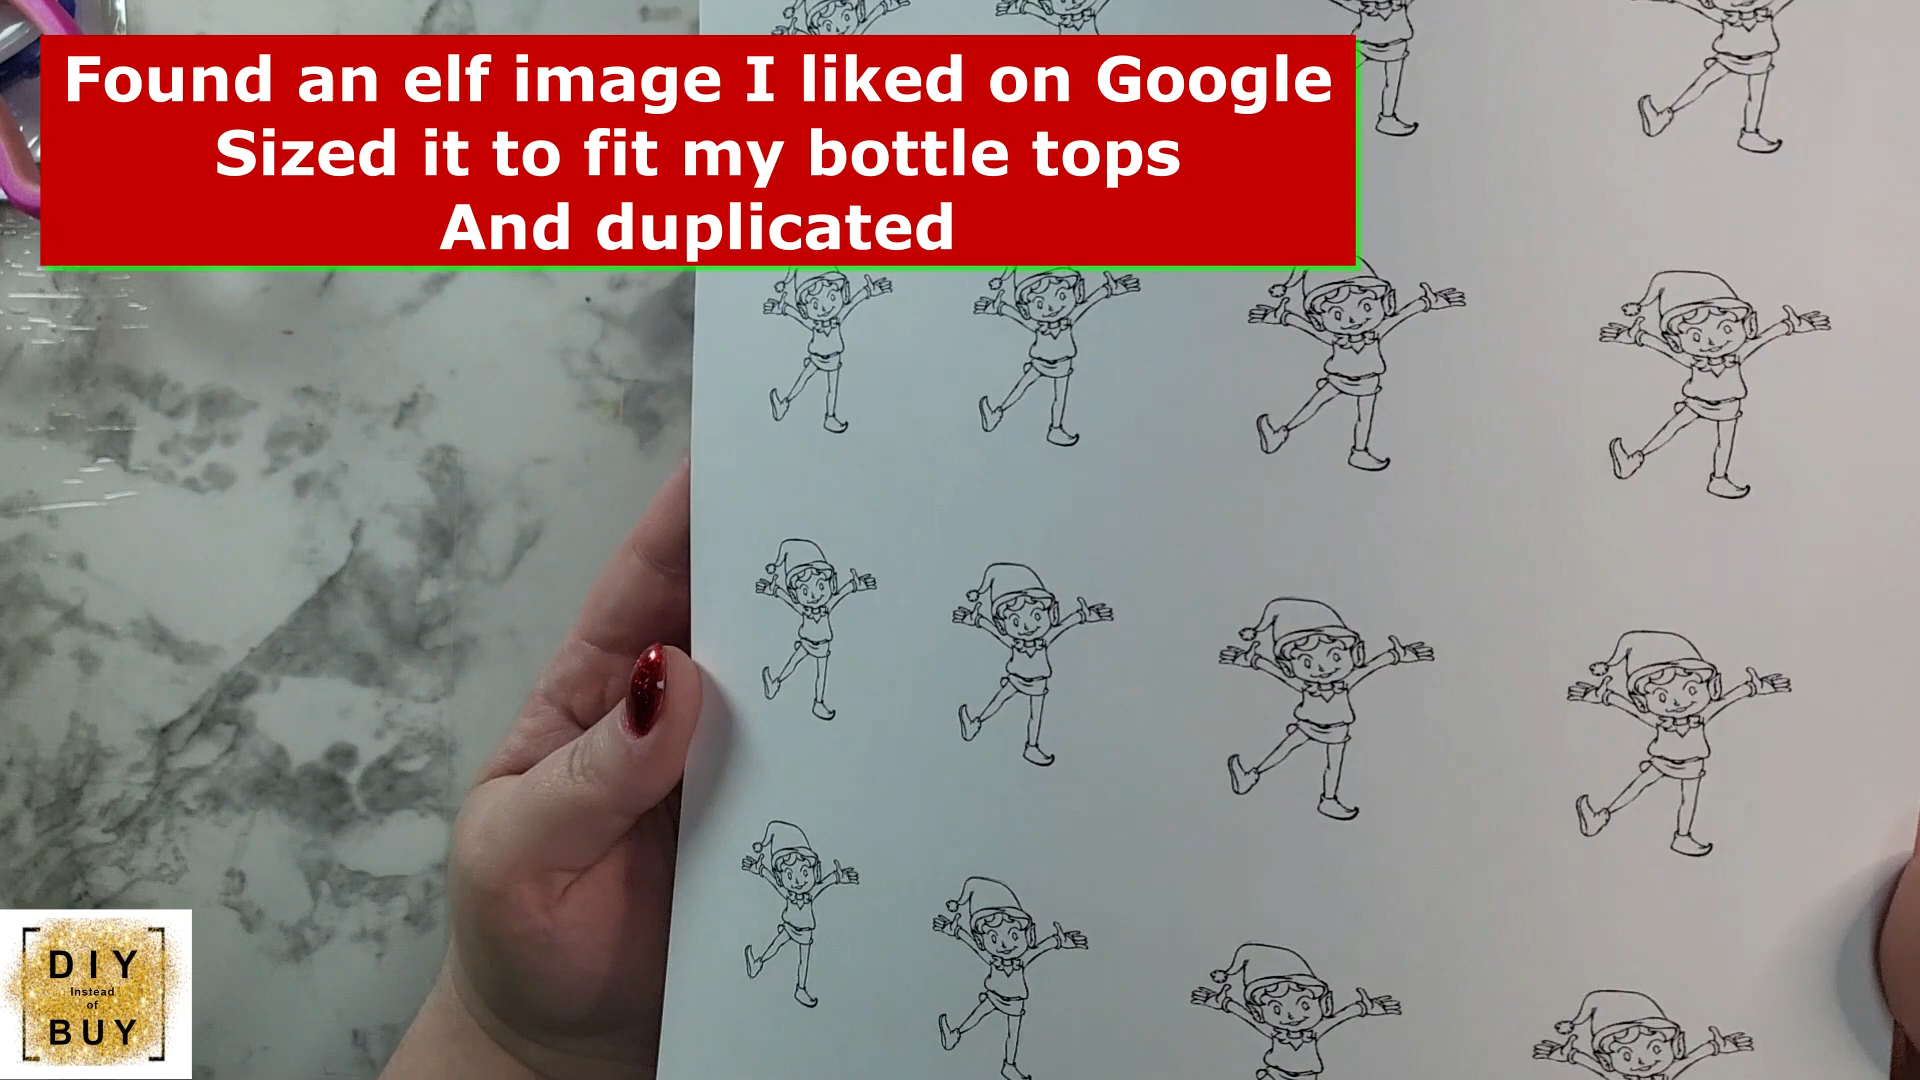 Found an elf image I liked on Google
Sized it to fit my bottle tops
And duplicated
DIY
Instead
of
BUY